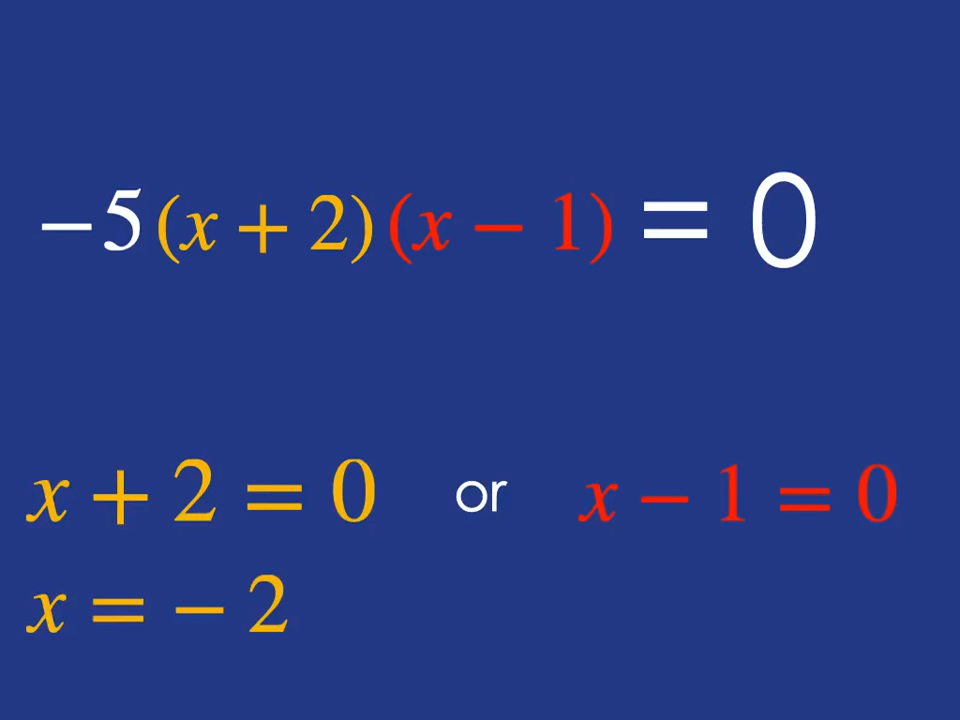 −5(x + 2)(x − 1) = 0
x + 2 = 0 or x − 1 = 0
x = − 2